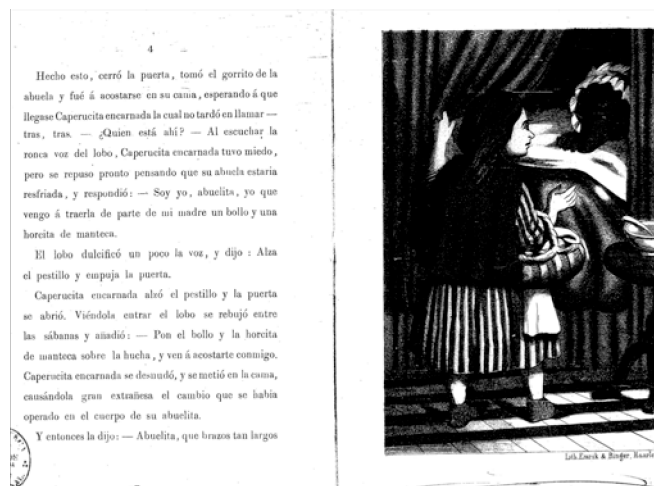 4
Hecho esto, cerró la puerta, tomó el gorrito de la
abuela y fué á acostarse en su cama, esperando á que
llegase Caperucita encarnada la cual no tardó en llamar —
tras, tras. — ¿Quien está ahi? — Al escuchar la
ronca voz del lobo, Caperucita encarnada tuvo miedo,
pero se repuso pronto pensando que su abuela estaria
resfriada, y respondió: — Soy yo, abuelita, yo que
vengo á traerla de parte de mi madre un bollo y una
horcita de manteca.
El lobo dulcificó un poco la voz, y dijo : Alza
el pestillo y empuja la puerta.
Caperucita encarnada alzó el pestillo y la puerta
se abrió. Viéndola entrar el lobo se rebujó entre
las sábanas y añadió: — Pon el bollo y la horcita
de manteca sobre la hucha, y ven á acostarte conmigo.
Caperucita encarnada se desnudó, y se metió en la cama,
causándola gran extrañesa el cambio que se habia
operado en el cuerpo de su abuelita.
Y entonces la dijo: — Abuelita, que brazos tan largos
Lith. Emrik & Binger, Haarle